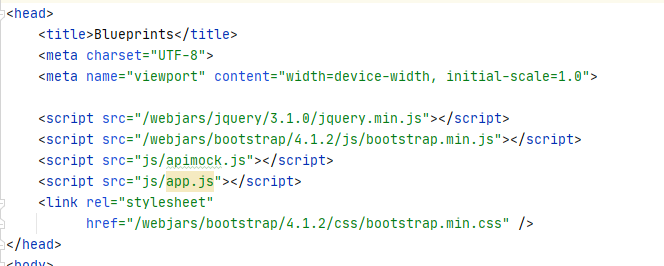 <head>
<title>Blueprints</title>
<meta charset="UTF-8">
<meta name="viewport" content="width=device-width, initial-scale=1.0">
<script src="/webjars/jquery/3.1.0/jquery.min.js"></script>
<script src="/webjars/bootstrap/4.1.2/js/bootstrap.min.js"></script>
<script src="js/apimock.js"></script>
<script src="js/app.js"></script>
<link rel="stylesheet"
href="/webjars/bootstrap/4.1.2/css/bootstrap.min.css" />
</head>
<body>